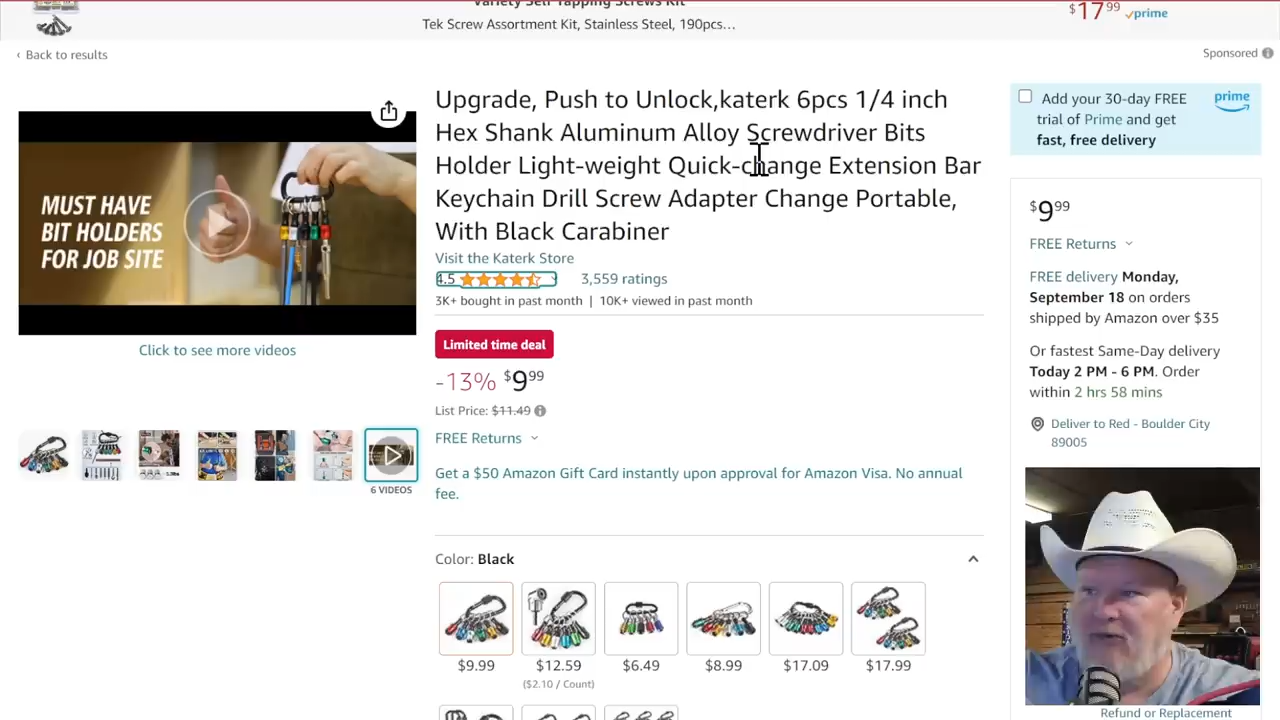 Variety Self Tapping Screws Kit
Tek Screw Assortment Kit, Stainless Steel, 190pcs…
$17 99 prime
‹ Back to results
Sponsored
Upgrade, Push to Unlock,katerk 6pcs 1/4 inch
Hex Shank Aluminum Alloy Screwdriver Bits
Holder Light-weight Quick-change Extension Bar
Keychain Drill Screw Adapter Change Portable,
With Black Carabiner
Visit the Katerk Store
4.5 3,559 ratings
3K+ bought in past month | 10K+ viewed in past month
Limited time deal
-13% $9 99
List Price: $11.49
FREE Returns
Get a $50 Amazon Gift Card instantly upon approval for Amazon Visa. No annual
fee.
Color: Black
$9.99 $12.59 $6.49 $8.99 $17.09 $17.99
($2.10 / Count)
MUST HAVE
BIT HOLDERS
FOR JOB SITE
Click to see more videos
6 VIDEOS
Add your 30-day FREE
trial of Prime and get
fast, free delivery
prime
$9 99
FREE Returns
FREE delivery Monday,
September 18 on orders
shipped by Amazon over $35
Or fastest Same-Day delivery
Today 2 PM - 6 PM. Order
within 2 hrs 58 mins
Deliver to Red - Boulder City
89005
Refund or Replacement